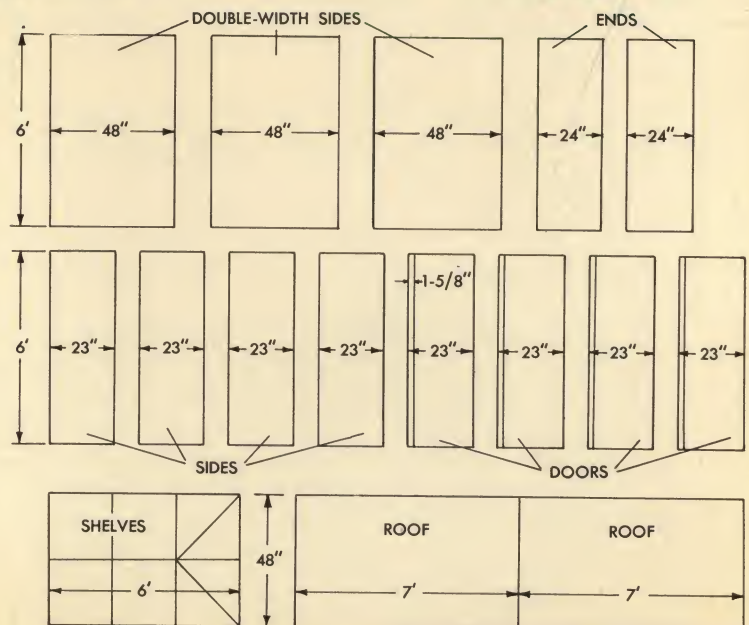 DOUBLE-WIDTH SIDES
ENDS
6'
48"
48"
48"
24"
24"
1-5/8"
6'
23"
23"
23"
23"
23"
23"
23"
23"
SIDES
DOORS
SHELVES
48"
ROOF
ROOF
6'
7'
7'